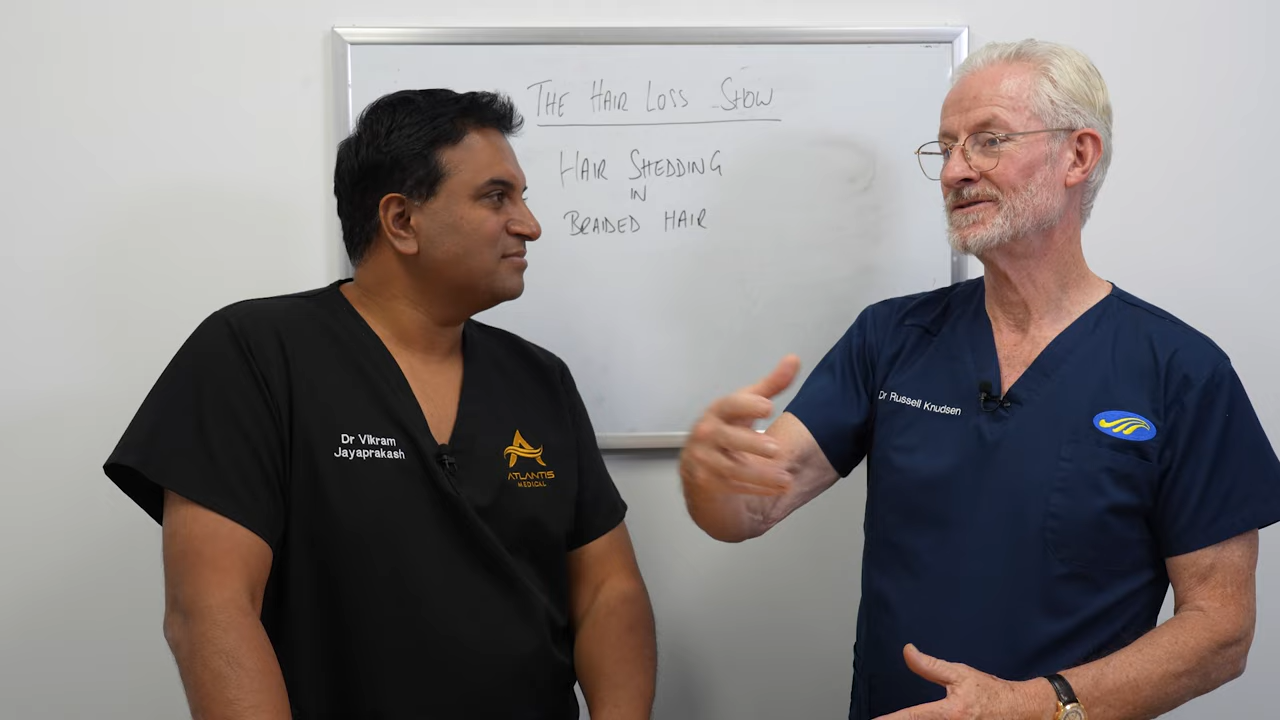 THE HAIR LOSS SHOW
HAIR SHEDDING
IN
BRAIDED HAIR
Dr Vikram
Jayaprakash
ATLANTIS
MEDICAL
Dr Russell Knudsen